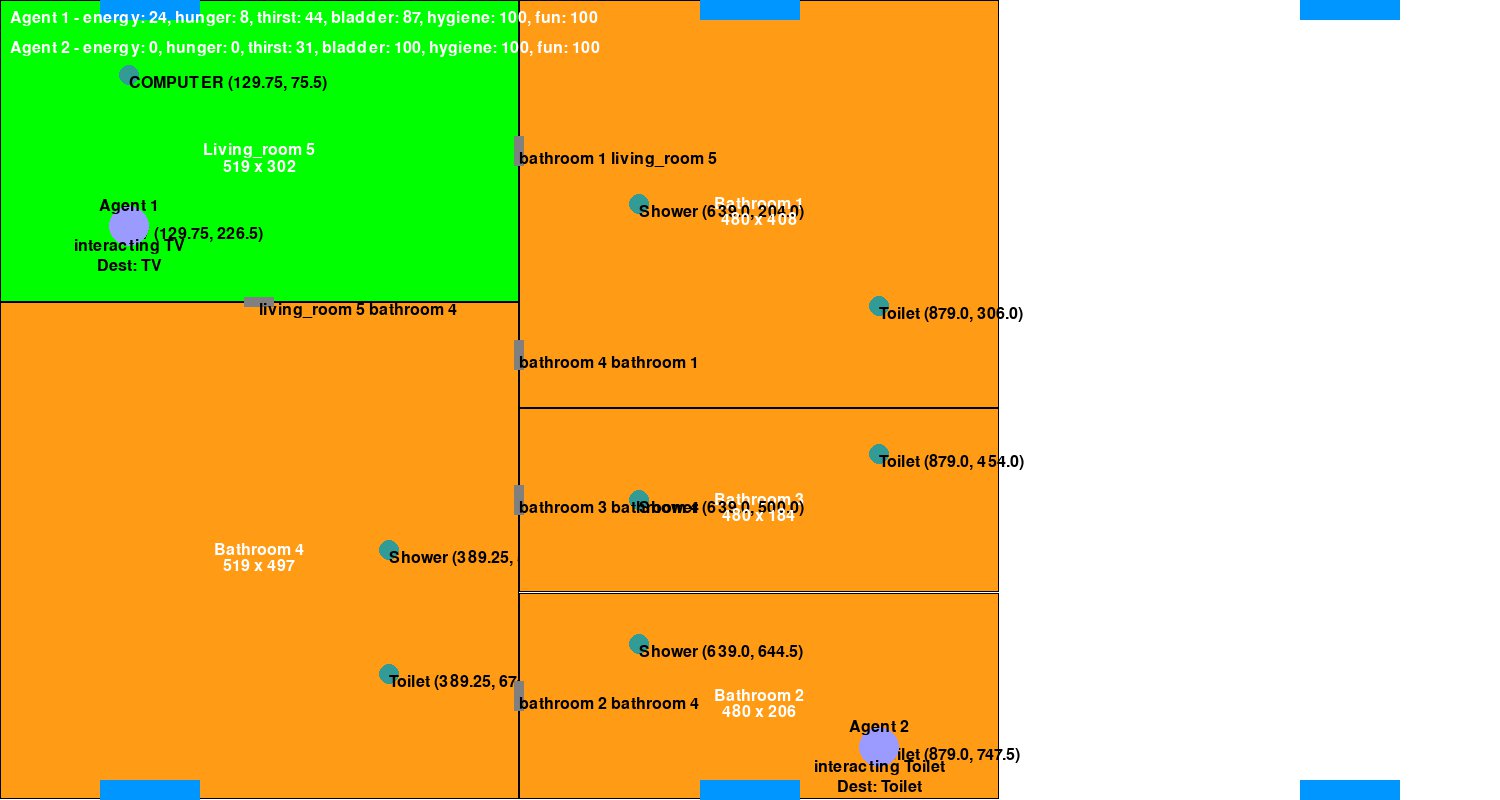 Agent 1 - energy: 24, hunger: 8, thirst: 44, bladder: 87, hygiene: 100, fun: 100
Agent 2 - energy: 0, hunger: 0, thirst: 31, bladder: 100, hygiene: 100, fun: 100
COMPUTER (129.75, 75.5)
Living_room 5
519 x 302
bathroom 1 living_room 5
Agent 1
(129.75, 226.5)
interacting TV
Dest: TV
Bathroom 1
480 x 408
Shower (639.0, 204.0)
Toilet (879.0, 306.0)
living_room 5 bathroom 4
bathroom 4 bathroom 1
Toilet (879.0, 454.0)
Bathroom 3
480 x 184
bathroom 3 bathroom 4
Shower (639.0, 500.0)
Bathroom 4
519 x 497
Shower (389.25,
Toilet (389.25, 67
Shower (639.0, 644.5)
bathroom 2 bathroom 4
Bathroom 2
480 x 206
Agent 2
ilet (879.0, 747.5)
interacting Toilet
Dest: Toilet